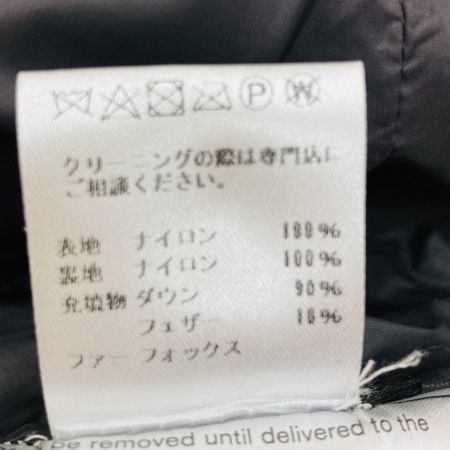 P W
クリーニングの際は専門店に
ご相談ください。
表地 ナイロン 100%
裏地 ナイロン 100%
充填物 ダウン 90%
フェザー 10%
ファー フォックス
be removed until delivered to the